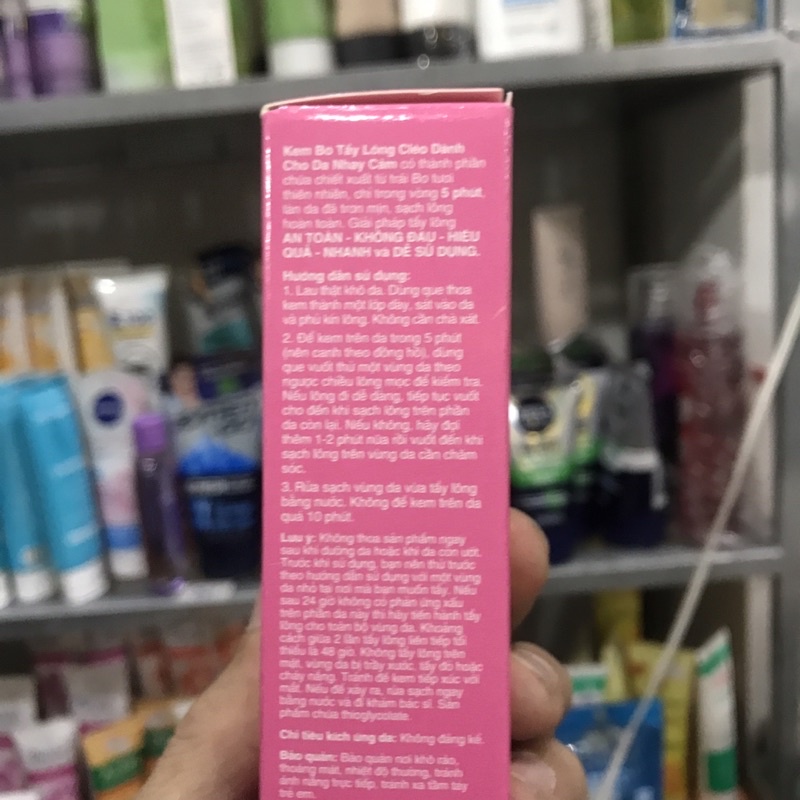 Kem Bơ Tẩy Lông Cléo Dành
Cho Da Nhạy Cảm có thành phần
chứa chiết xuất từ trái Bơ tươi
thiên nhiên, chỉ trong vòng 5 phút,
làn da đã trơn mịn, sạch lông
hoàn toàn. Giải pháp tẩy lông
AN TOÀN - KHÔNG ĐAU - HIỆU
QUẢ - NHANH và DỄ SỬ DỤNG.
Hướng dẫn sử dụng:
1. Lau thật khô da. Dùng que thoa
kem thành một lớp dày, sát vào da
và phủ kín lông. Không cần chà xát.
2. Để kem trên da trong 5 phút
(nên canh theo đồng hồ), dùng
que vuốt thử một vùng da theo
ngược chiều lông mọc để kiểm tra.
Nếu lông đi dễ dàng, tiếp tục vuốt
cho đến khi sạch lông trên phần
da còn lại. Nếu không, hãy đợi
thêm 1-2 phút nữa rồi vuốt đến khi
sạch lông trên vùng da cần chăm
sóc.
3. Rửa sạch vùng da vừa tẩy lông
bằng nước. Không để kem trên da
quá 10 phút.
Lưu ý: Không thoa sản phẩm ngay
sau khi dưỡng da hoặc khi da còn ướt.
Trước khi sử dụng, bạn nên thử trước
theo hướng dẫn sử dụng với một vùng
da nhỏ tại nơi mà bạn muốn tẩy. Nếu
sau 24 giờ không có phản ứng xấu
trên phần da này thì hãy tiến hành tẩy
lông cho toàn bộ vùng da. Khoảng
cách giữa 2 lần tẩy lông liên tiếp tối
thiểu là 48 giờ. Không tẩy lông trên
mặt, vùng da bị trầy xước, tấy đỏ hoặc
cháy nắng. Tránh để kem tiếp xúc với
mắt. Nếu để xảy ra, rửa sạch ngay
bằng nước và đi khám bác sĩ. Sản
phẩm chứa thioglycolate.
Chỉ tiêu kích ứng da: Không đáng kể.
Bảo quản: Bảo quản nơi khô ráo,
thoáng mát, nhiệt độ thường, tránh
ánh nắng trực tiếp, tránh xa tầm tay
trẻ em.